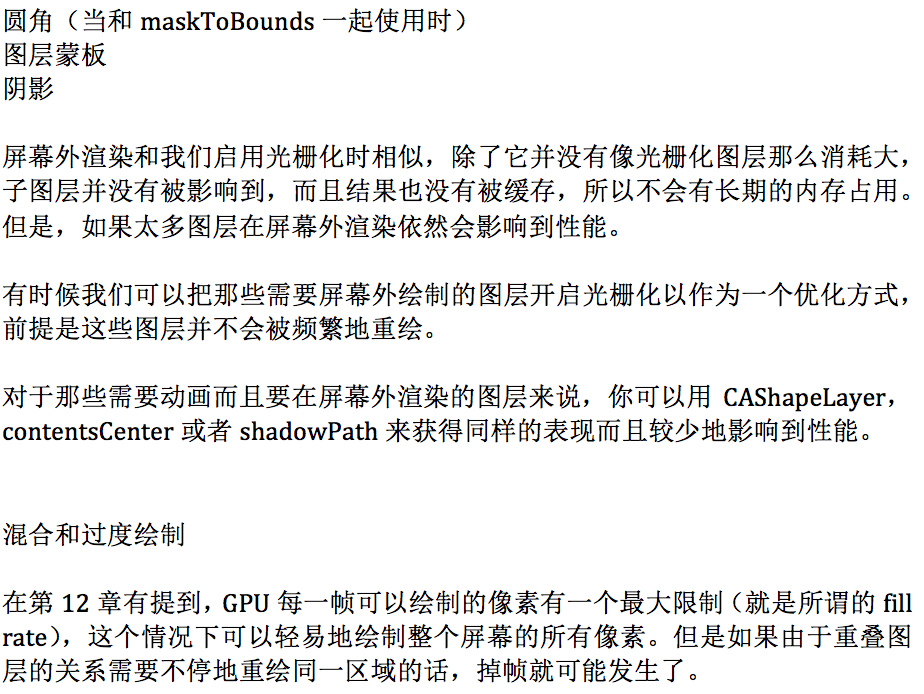 圆角（当和 maskToBounds 一起使用时）
图层蒙板
阴影
屏幕外渲染和我们启用光栅化时相似，除了它并没有像光栅化图层那么消耗大，
子图层并没有被影响到，而且结果也没有被缓存，所以不会有长期的内存占用。
但是，如果太多图层在屏幕外渲染依然会影响到性能。
有时候我们可以把那些需要屏幕外绘制的图层开启光栅化以作为一个优化方式，
前提是这些图层并不会被频繁地重绘。
对于那些需要动画而且要在屏幕外渲染的图层来说，你可以用 CAShapeLayer，
contentsCenter 或者 shadowPath 来获得同样的表现而且较少地影响到性能。
混合和过度绘制
在第 12 章有提到，GPU 每一帧可以绘制的像素有一个最大限制（就是所谓的 fill
rate），这个情况下可以轻易地绘制整个屏幕的所有像素。但是如果由于重叠图
层的关系需要不停地重绘同一区域的话，掉帧就可能发生了。